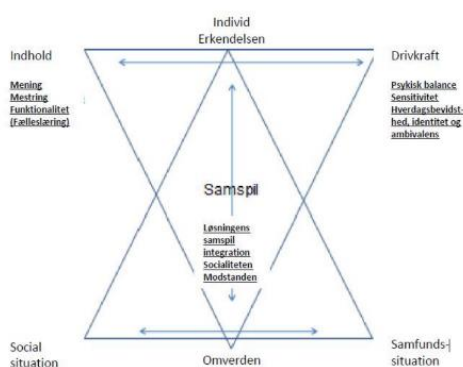 Individ
Erkendelsen
Indhold
Drivkraft
Mening
Mestring
Funktionalitet
(Fælleslæring)
Psykisk balance
Sensitivitet
Hverdagsbevidst-
hed, identitet og
ambivalens
Samspil
Løsningens
samspil
integration
Socialiteten
Modstanden
Social
situation
Omverden
Samfunds-
situation